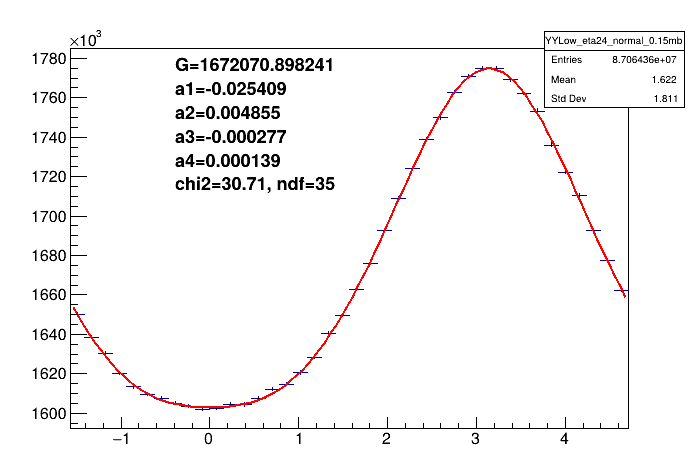 ×10³
YYLow_eta24_normal_0.15mb
Entries 8.706436e+07
Mean 1.622
Std Dev 1.811
G=1672070.898241
a1=-0.025409
a2=0.004855
a3=-0.000277
a4=0.000139
chi2=30.71, ndf=35
1780
1760
1740
1720
1700
1680
1660
1640
1620
1600
−1 0 1 2 3 4